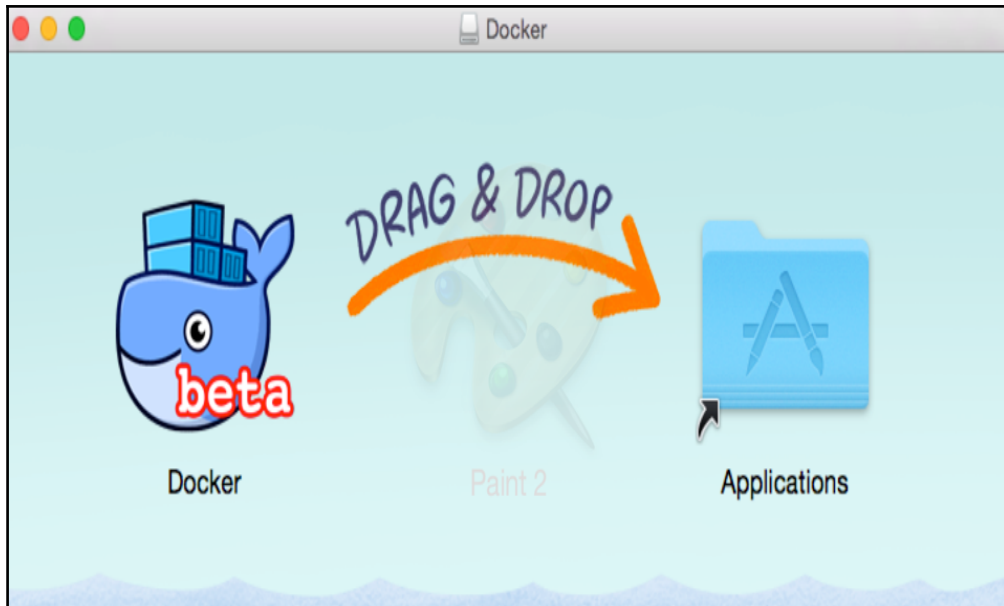 Docker
DRAG & DROP
beta
Docker
Paint 2
Applications